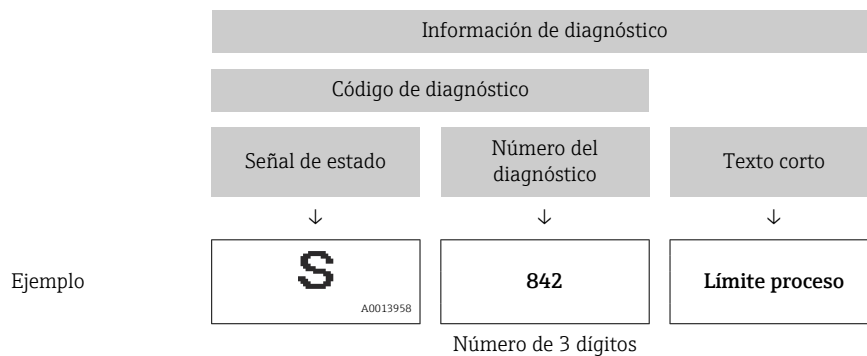 Información de diagnóstico
Código de diagnóstico
Señal de estado
Número del
diagnóstico
Texto corto
↓ ↓ ↓
Ejemplo
S
A0013958
842
Límite proceso
Número de 3 dígitos